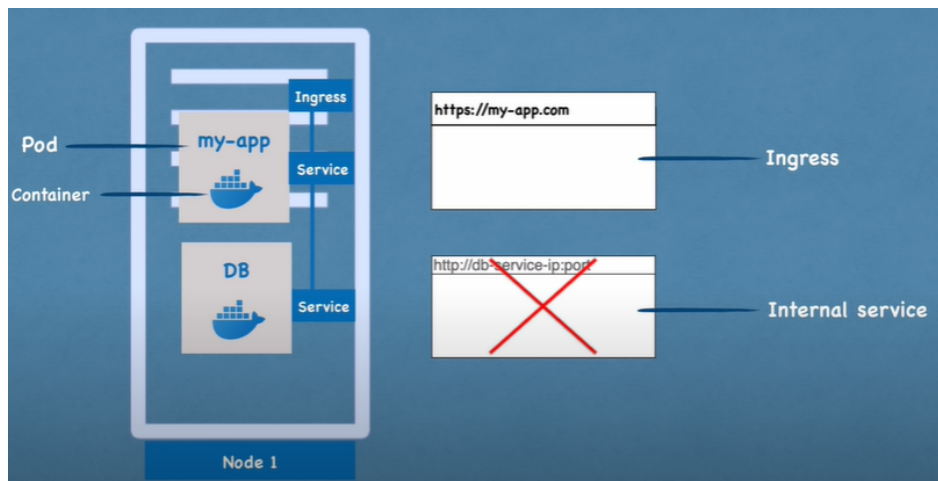 Ingress
https://my-app.com
my-app
Pod
Ingress
Service
Container
DB
http://db-service-ip:port
Service
Internal service
Node 1